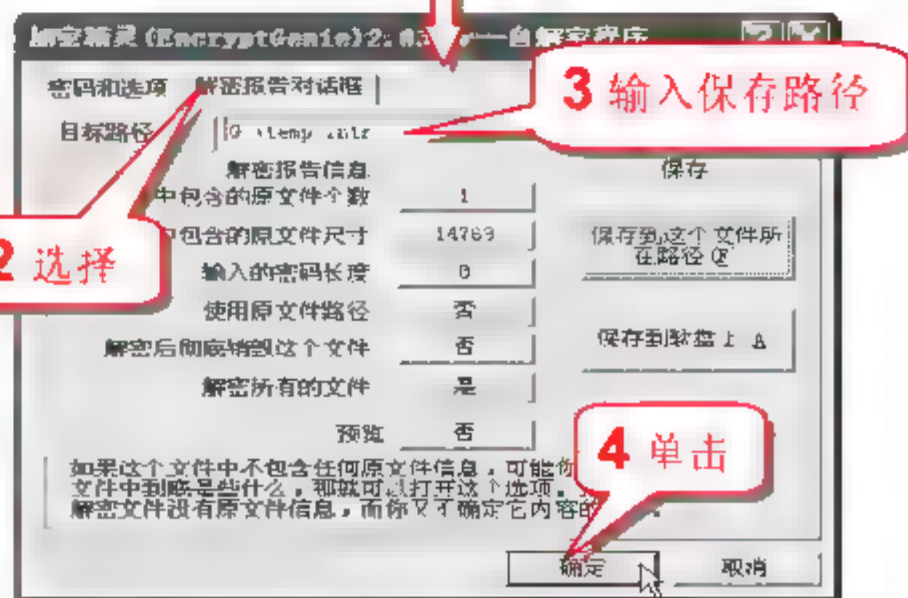 加密精灵(EncryptGenie)2. 自解密程序
密码和选项 解密报告对话框
3 输入保存路径
目标路径
解密报告信息
保存
中包含的原文件个数 1
中包含的原文件尺寸 14769
保存到这个文件所
在路径
2 选择
输入的密码长度 0
使用原文件路径 否
解密后彻底销毁这个文件 否
保存到软盘上 A
解密所有的文件 是
预览 否
4 单击
如果这个文件中不包含任何原文件信息,可能你
文件中到底是些什么,那就可以打开这个选项。
解密文件没有原文件信息,而你又不确定它内容的
确定 取消